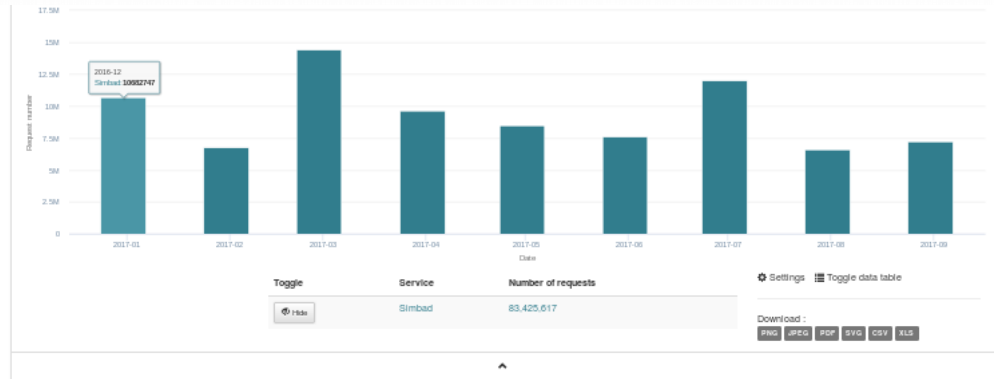 17.5M
15M
12.5M
10M
7.5M
5M
2.5M
0
Request number
2016-12
Simbad: 10682747
2017-01 2017-02 2017-03 2017-04 2017-05 2017-06 2017-07 2017-08 2017-09
Date
Toggle Service Number of requests
Hide Simbad 83,425,617
Settings Toggle data table
Download :
PNG JPEG PDF SVG CSV XLS